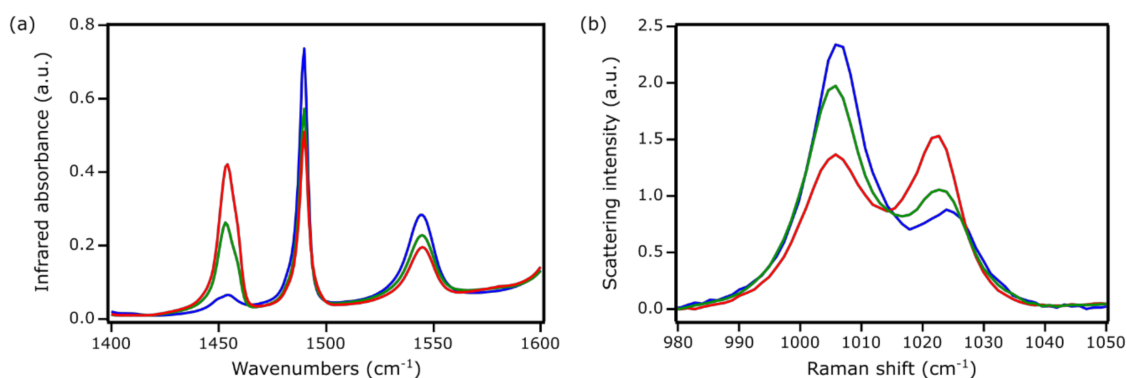 (a)
Infrared absorbance (a.u.)
0.8
0.6
0.4
0.2
0.0
1400 1450 1500 1550 1600
Wavenumbers (cm⁻¹)
(b)
Scattering intensity (a.u.)
2.5
2.0
1.5
1.0
0.5
0.0
980 990 1000 1010 1020 1030 1040 1050
Raman shift (cm⁻¹)